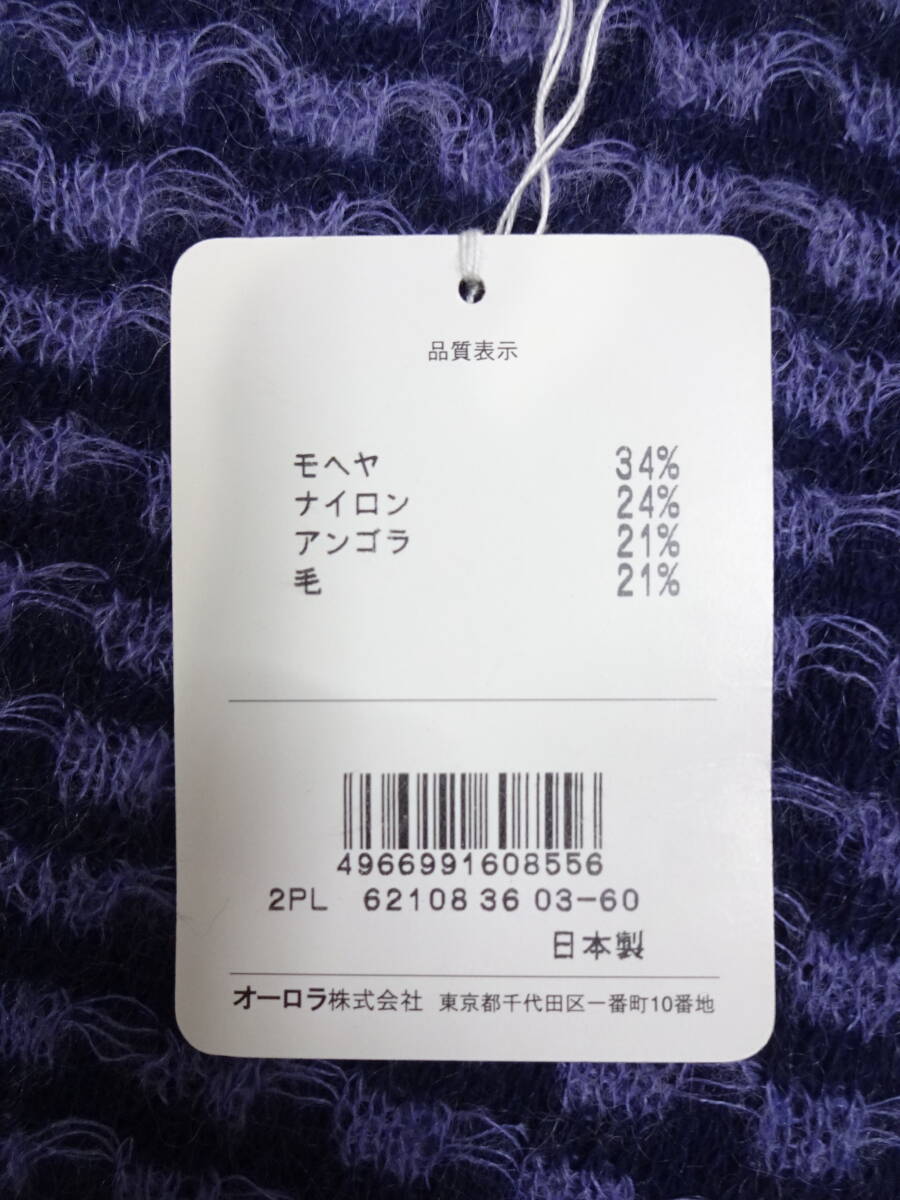 品質表示
モヘヤ 34%
ナイロン 24%
アンゴラ 21%
毛 21%
4966991608556
2PL 62108 36 03-60
日本製
オーロラ株式会社 東京都千代田区一番町10番地